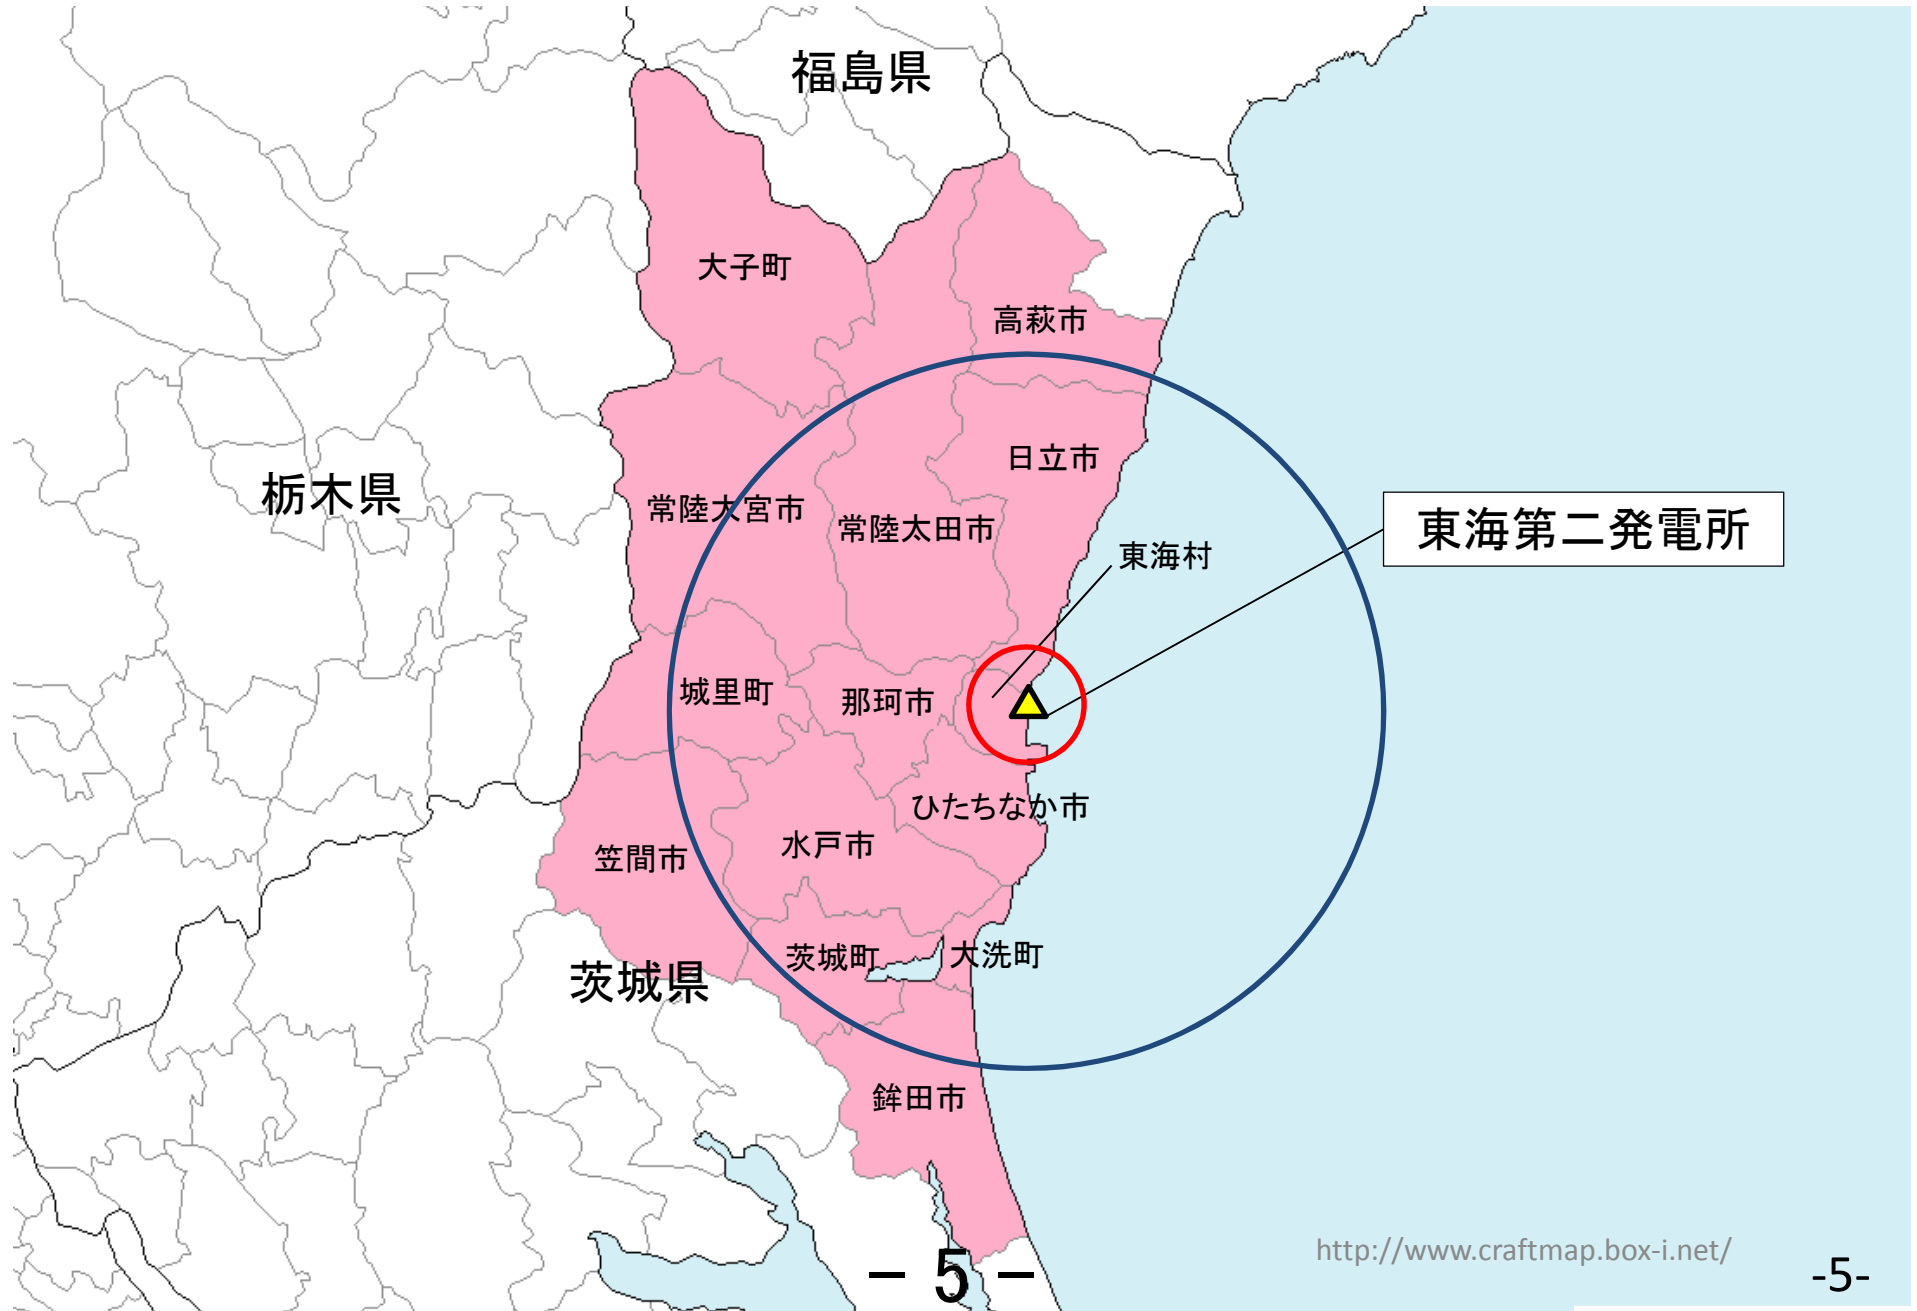 福島県
大子町
高萩市
日立市
栃木県
常陸大宮市
常陸太田市
東海第二発電所
東海村
城里町
那珂市
ひたちなか市
水戸市
笠間市
茨城町
大洗町
茨城県
鉾田市
http://www.craftmap.box-i.net/
- 5 -
-5-